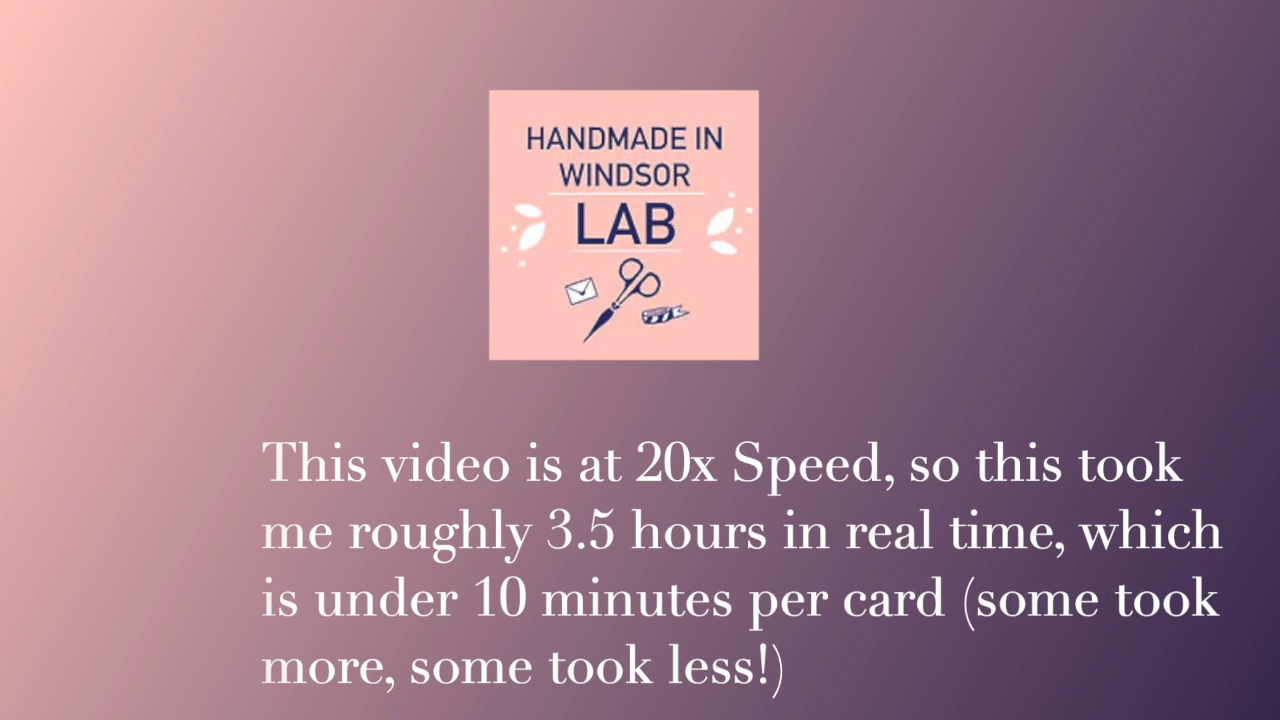 HANDMADE IN
WINDSOR
LAB
This video is at 20x Speed, so this took
me roughly 3.5 hours in real time, which
is under 10 minutes per card (some took
more, some took less!)